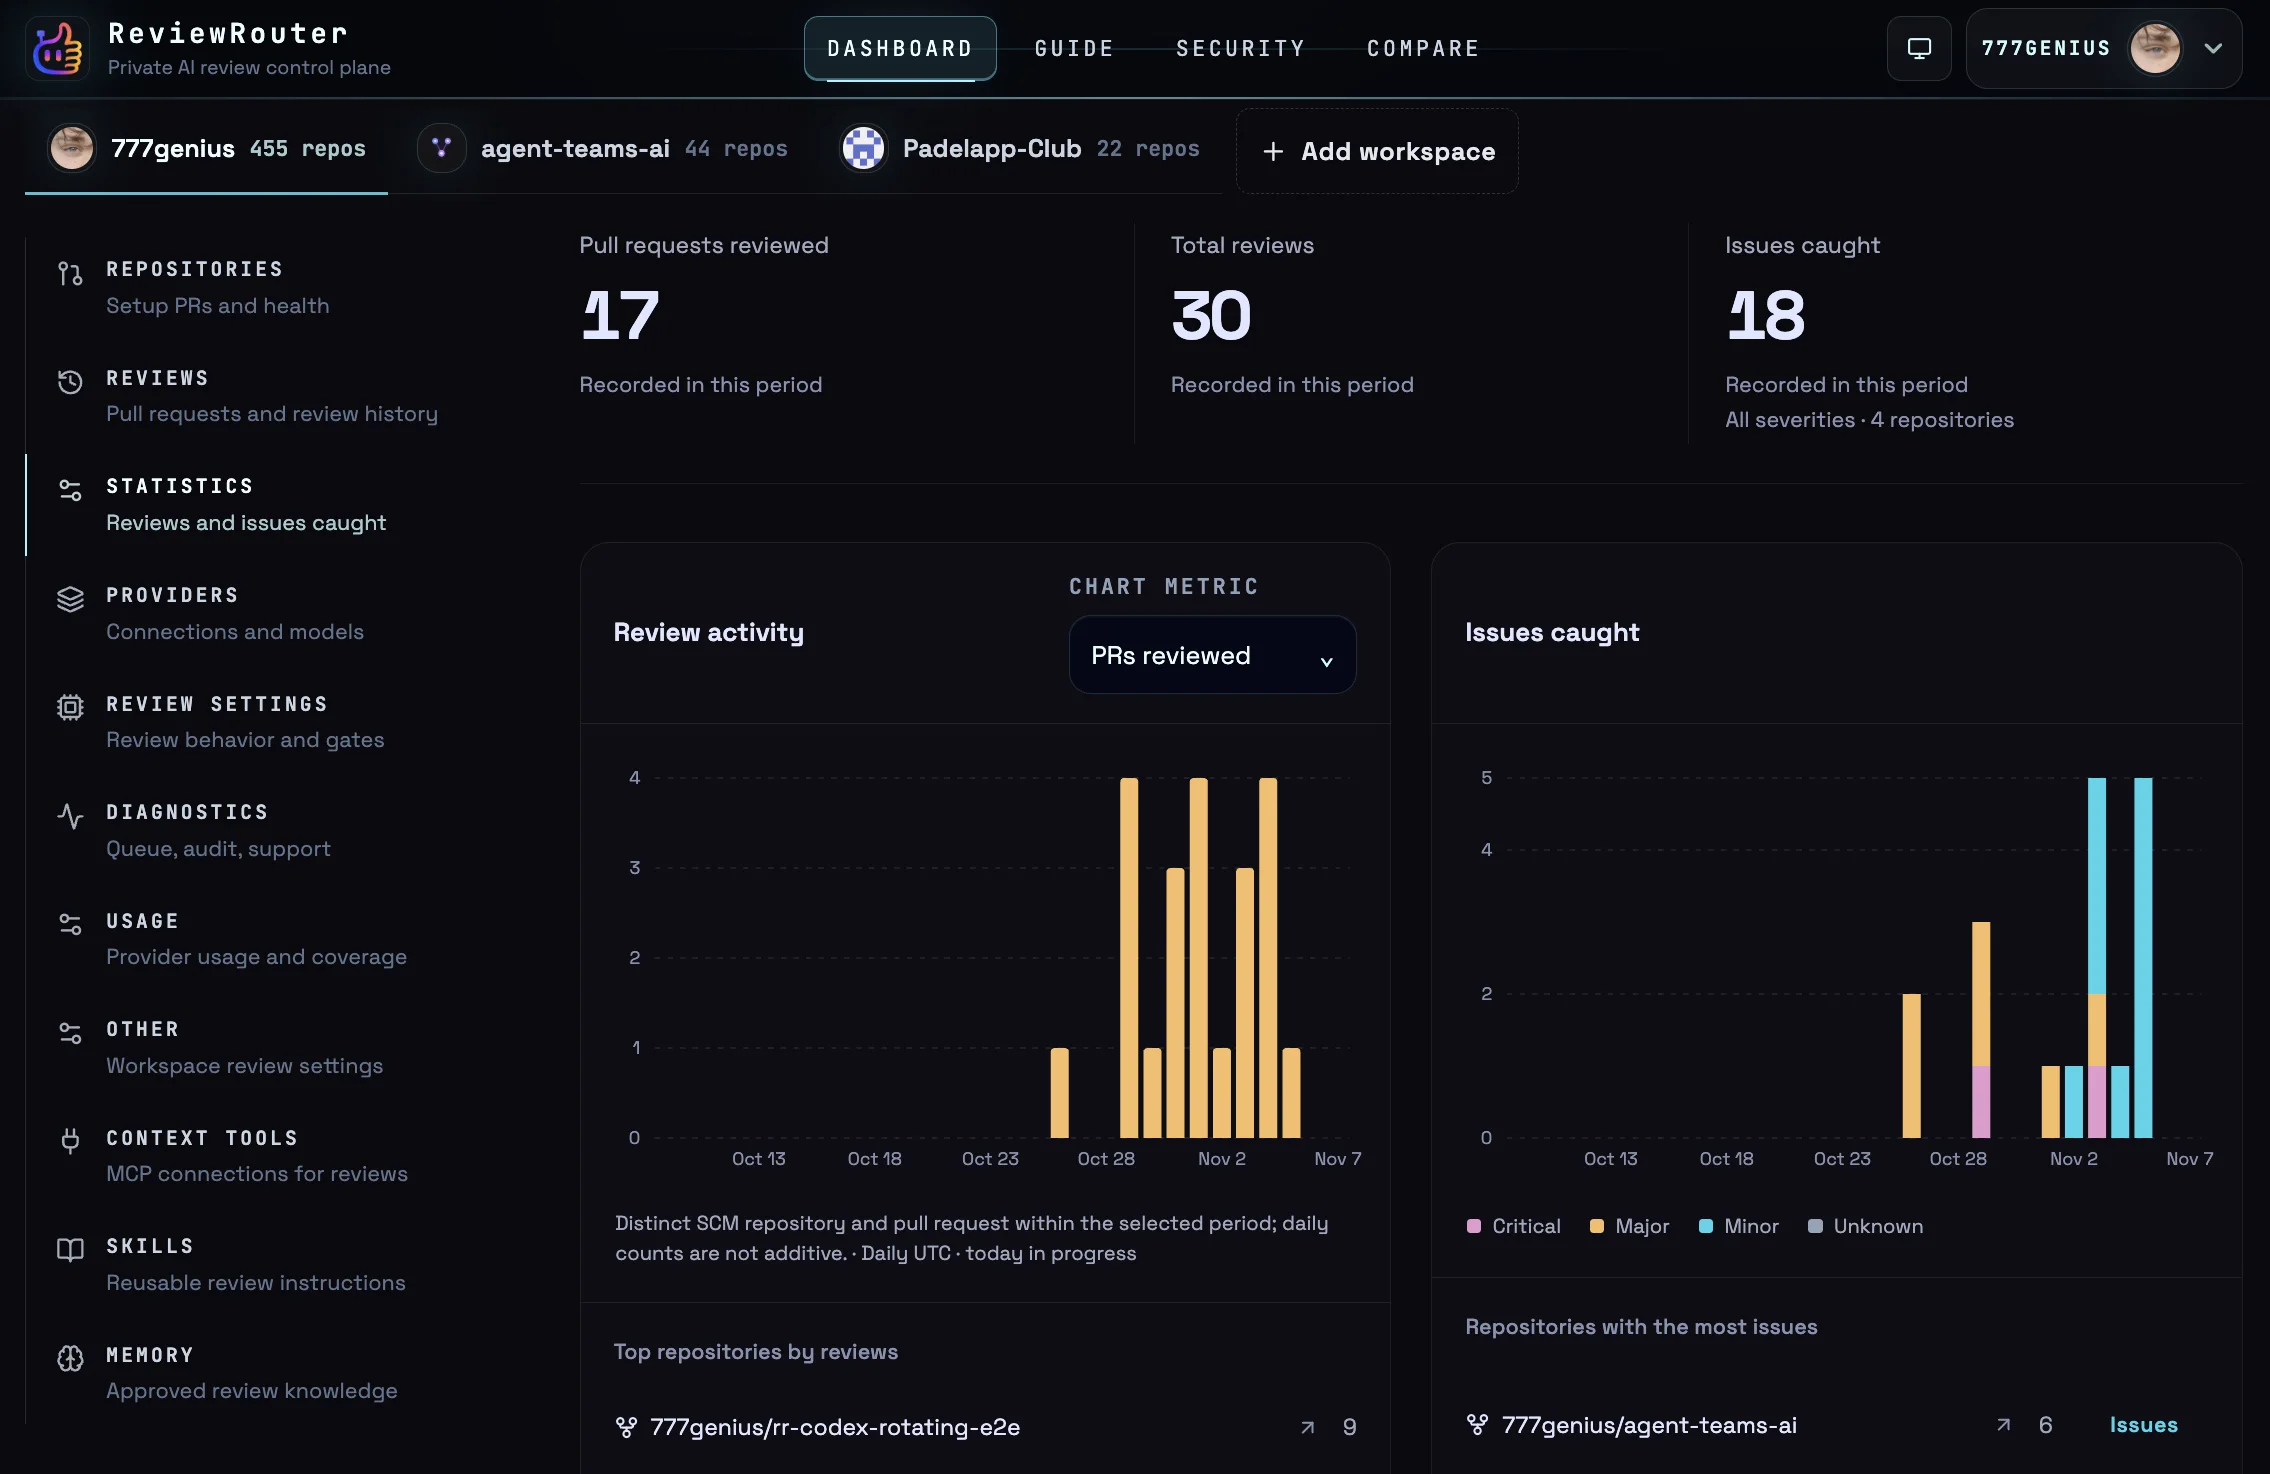 ReviewRouter
Private AI review control plane
DASHBOARD
GUIDE
SECURITY
COMPARE
777GENIUS
777genius 455 repos
agent-teams-ai 44 repos
Padelapp-Club 22 repos
+ Add workspace
REPOSITORIES
Setup PRs and health
REVIEWS
Pull requests and review history
STATISTICS
Reviews and issues caught
PROVIDERS
Connections and models
REVIEW SETTINGS
Review behavior and gates
DIAGNOSTICS
Queue, audit, support
USAGE
Provider usage and coverage
OTHER
Workspace review settings
CONTEXT TOOLS
MCP connections for reviews
SKILLS
Reusable review instructions
MEMORY
Approved review knowledge
Pull requests reviewed
17
Recorded in this period
Total reviews
30
Recorded in this period
Issues caught
18
Recorded in this period
All severities · 4 repositories
Review activity
CHART METRIC
PRs reviewed
4
3
2
1
0
Oct 13 Oct 18 Oct 23 Oct 28 Nov 2 Nov 7
Distinct SCM repository and pull request within the selected period; daily
counts are not additive. · Daily UTC · today in progress
Top repositories by reviews
777genius/rr-codex-rotating-e2e 9
Issues caught
5
4
2
0
Oct 13 Oct 18 Oct 23 Oct 28 Nov 2 Nov 7
Critical Major Minor Unknown
Repositories with the most issues
777genius/agent-teams-ai 6 Issues